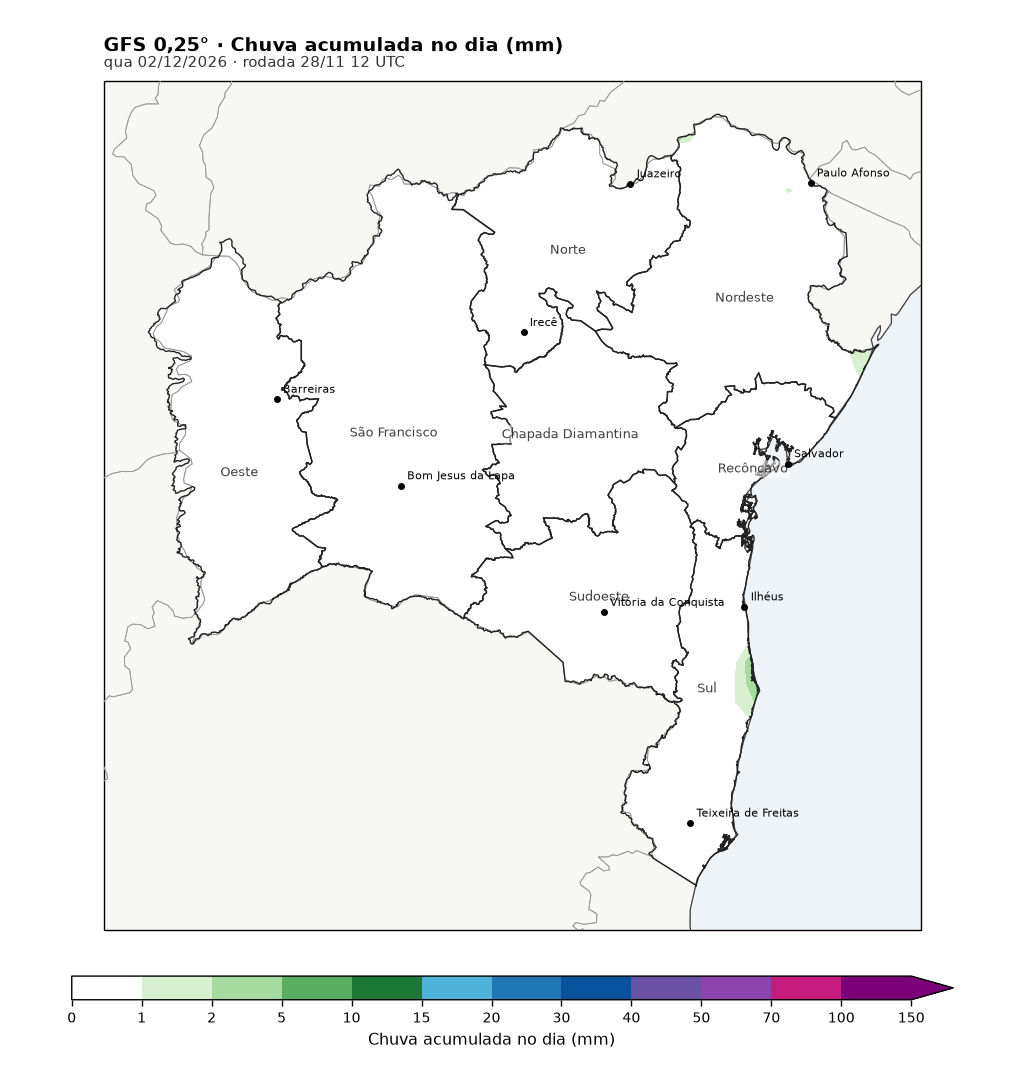 GFS 0,25° · Chuva acumulada no dia (mm)
qua 02/12/2026 · rodada 28/11 12 UTC
Juazeiro
Paulo Afonso
Norte
Nordeste
Irecê
Barreiras
São Francisco
Chapada Diamantina
Salvador
Oeste
Recôncavo
Bom Jesus da Lapa
Sudoeste
Vitória da Conquista
Ilhéus
Sul
Teixeira de Freitas
0 1 2 5 10 15 20 30 40 50 70 100 150
Chuva acumulada no dia (mm)